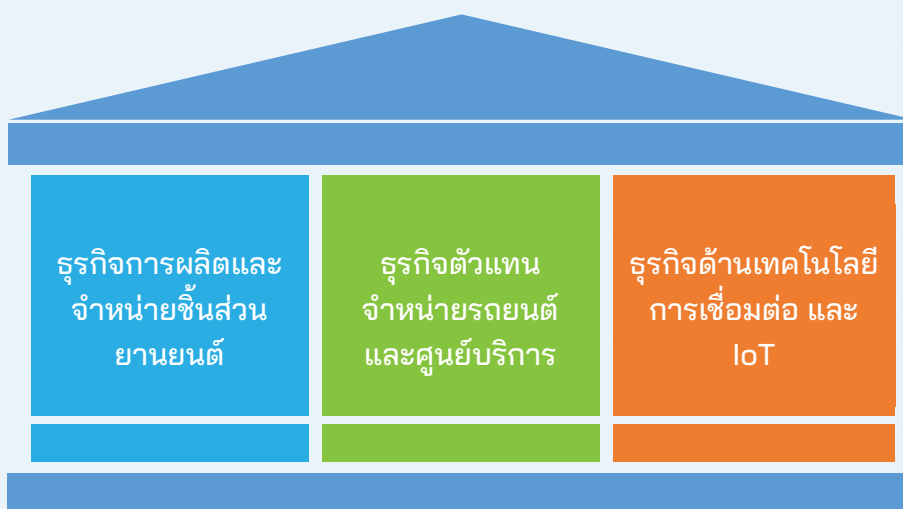 ธุรกิจการผลิตและ
จำหน่ายชิ้นส่วน
ยานยนต์
ธุรกิจตัวแทน
จำหน่ายรถยนต์
และศูนย์บริการ
ธุรกิจด้านเทคโนโลยี
การเชื่อมต่อ และ
IoT